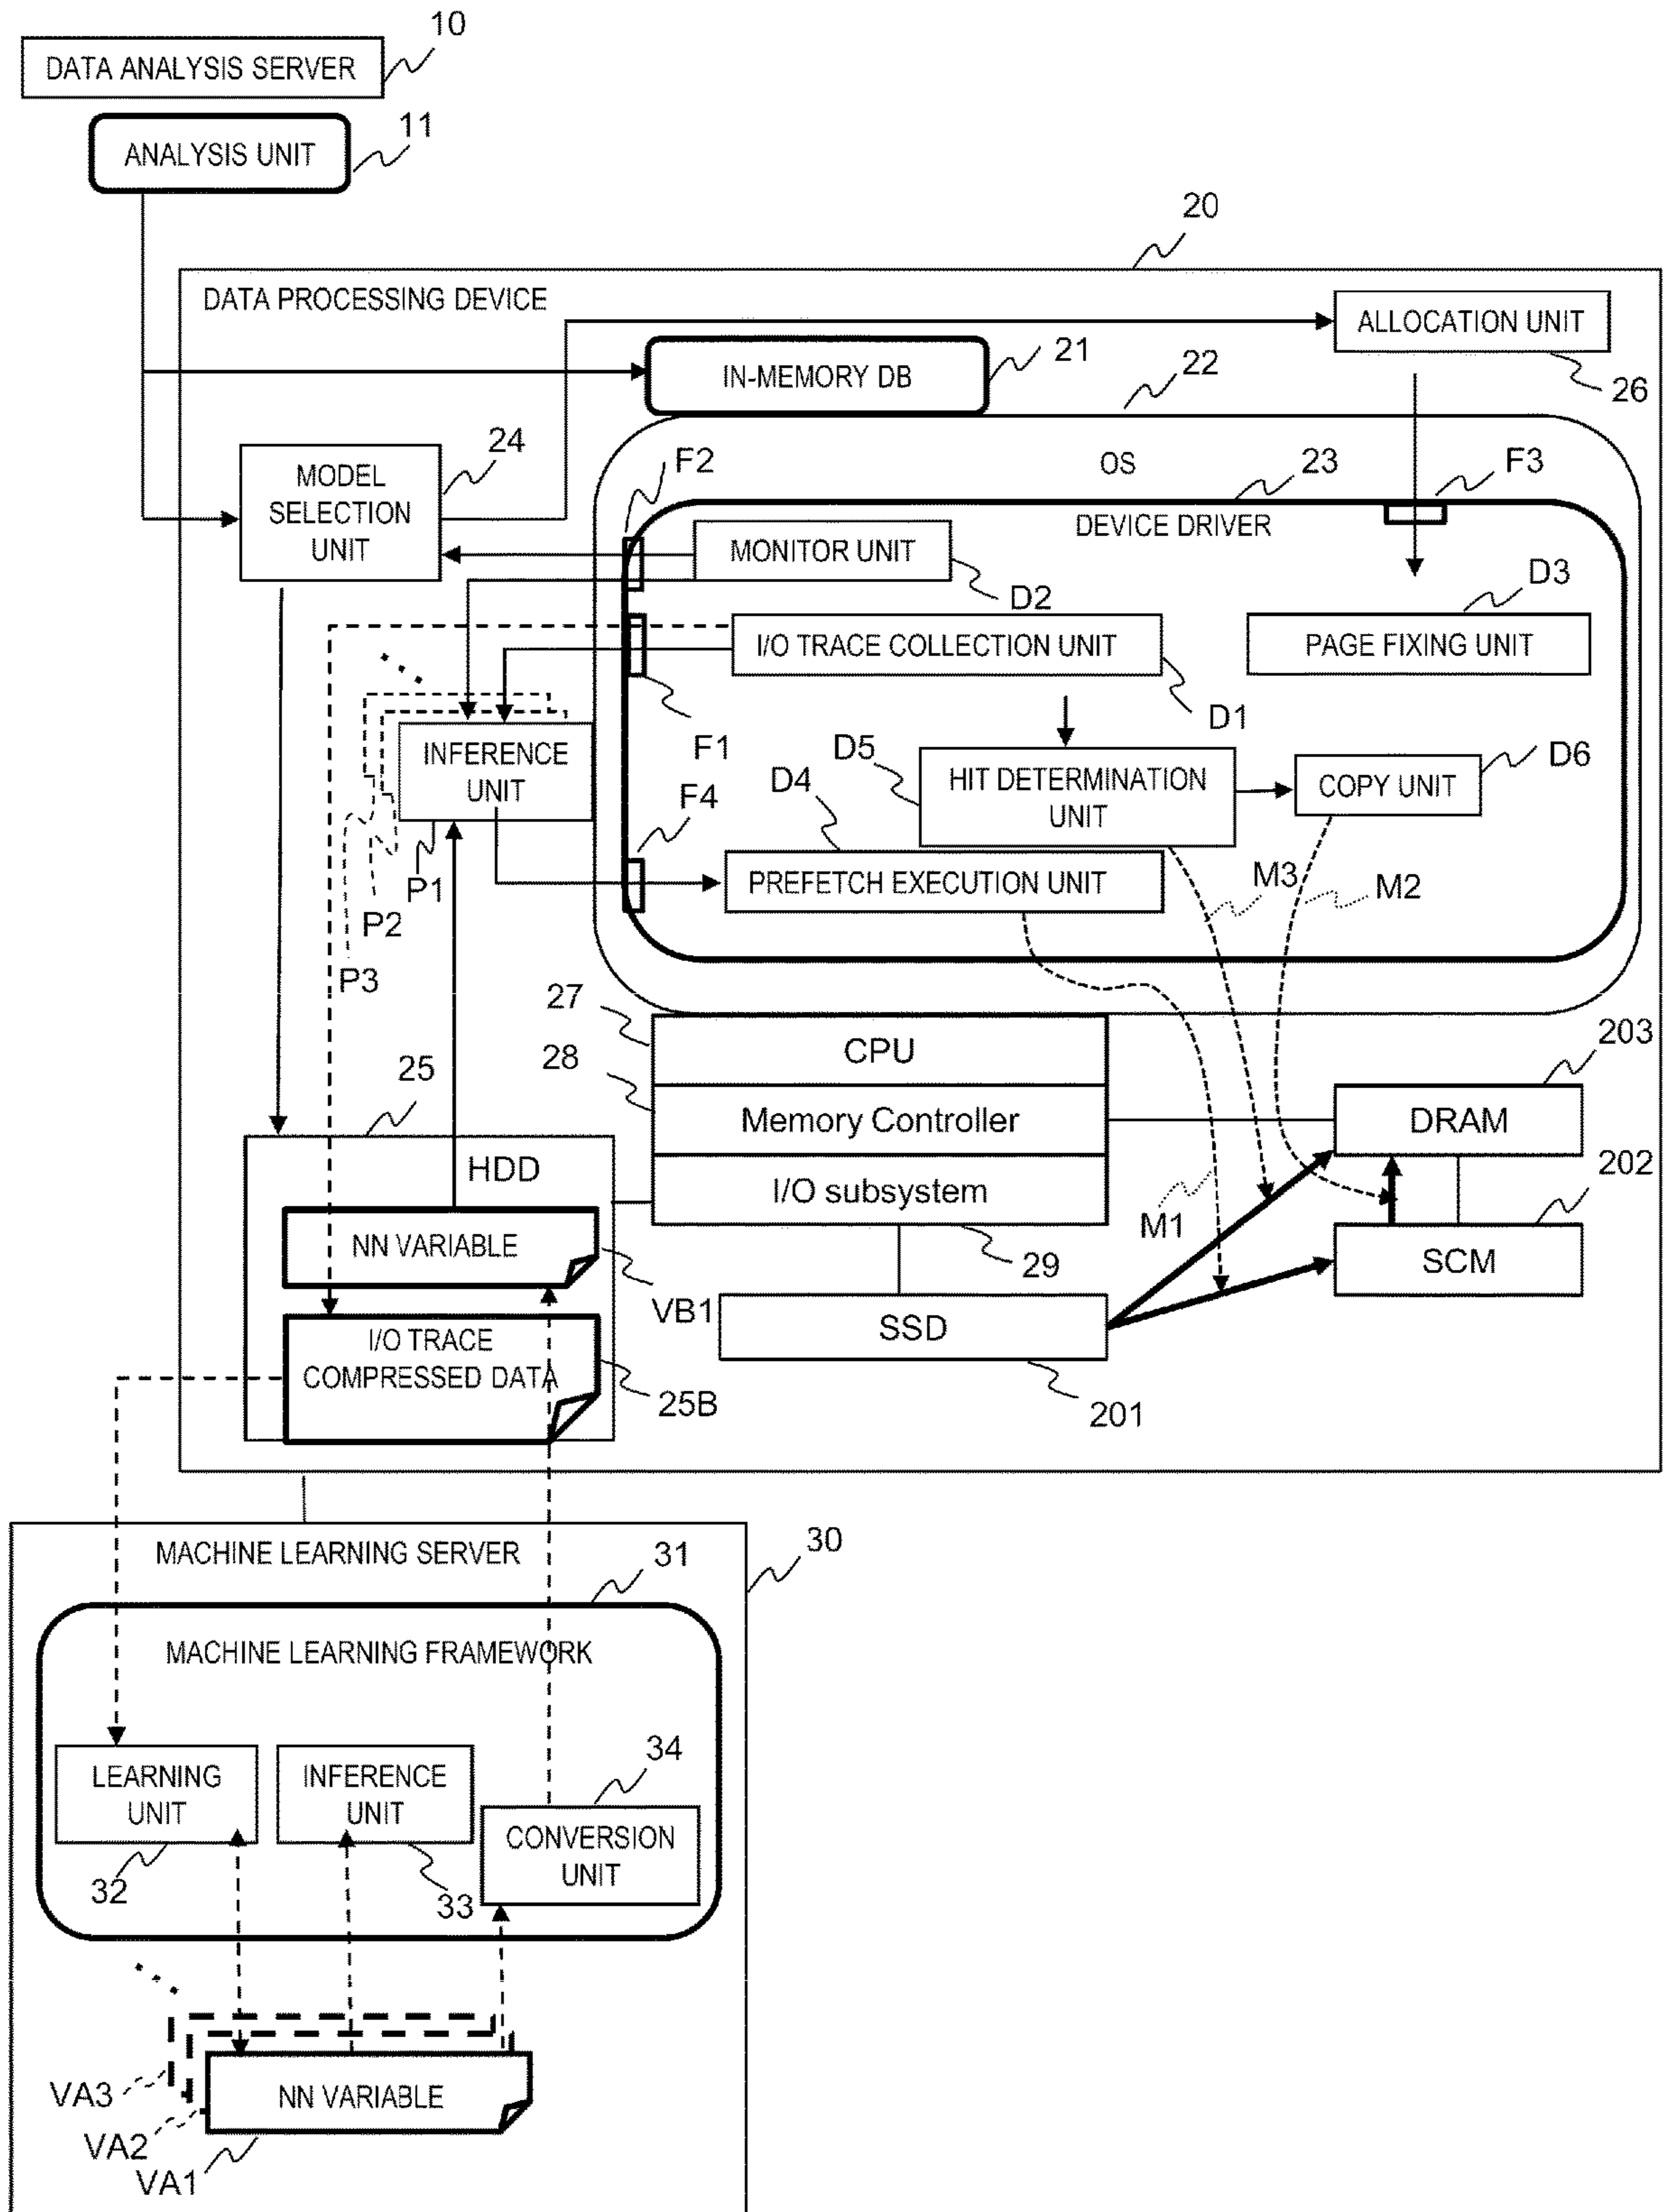 10
DATA ANALYSIS SERVER
11
ANALYSIS UNIT
20
DATA PROCESSING DEVICE
ALLOCATION UNIT
26
21
IN-MEMORY DB
22
24
MODEL
SELECTION
UNIT
F2
OS
23
F3
DEVICE DRIVER
MONITOR UNIT
D2
D3
I/O TRACE COLLECTION UNIT
PAGE FIXING UNIT
D1
F1
INFERENCE
UNIT
D5
HIT DETERMINATION
UNIT
COPY UNIT
D6
D4
F4
P1
PREFETCH EXECUTION UNIT
M3
M2
P2
P3
27
CPU
203
25
28
Memory Controller
DRAM
HDD
202
I/O subsystem
M1
NN VARIABLE
29
SCM
VB1
SSD
I/O TRACE
COMPRESSED DATA
25B
201
MACHINE LEARNING SERVER
31
30
MACHINE LEARNING FRAMEWORK
34
LEARNING
UNIT
INFERENCE
UNIT
CONVERSION
UNIT
32
33
VA3
NN VARIABLE
VA2
VA1